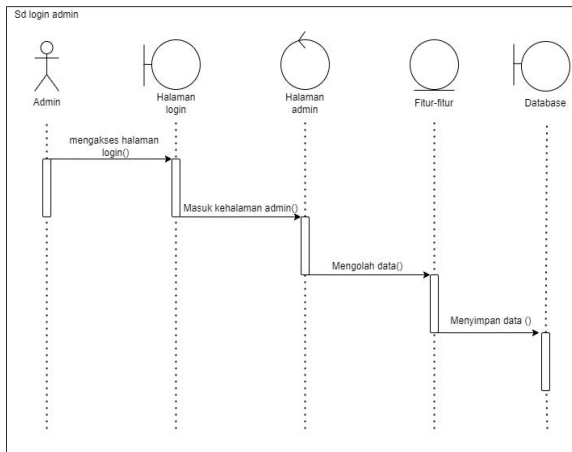 Sd login admin
Admin
Halaman
login
Halaman
admin
Fitur-fitur
Database
mengakses halaman
login()
Masuk kehalaman admin()
Mengolah data()
Menyimpan data ()